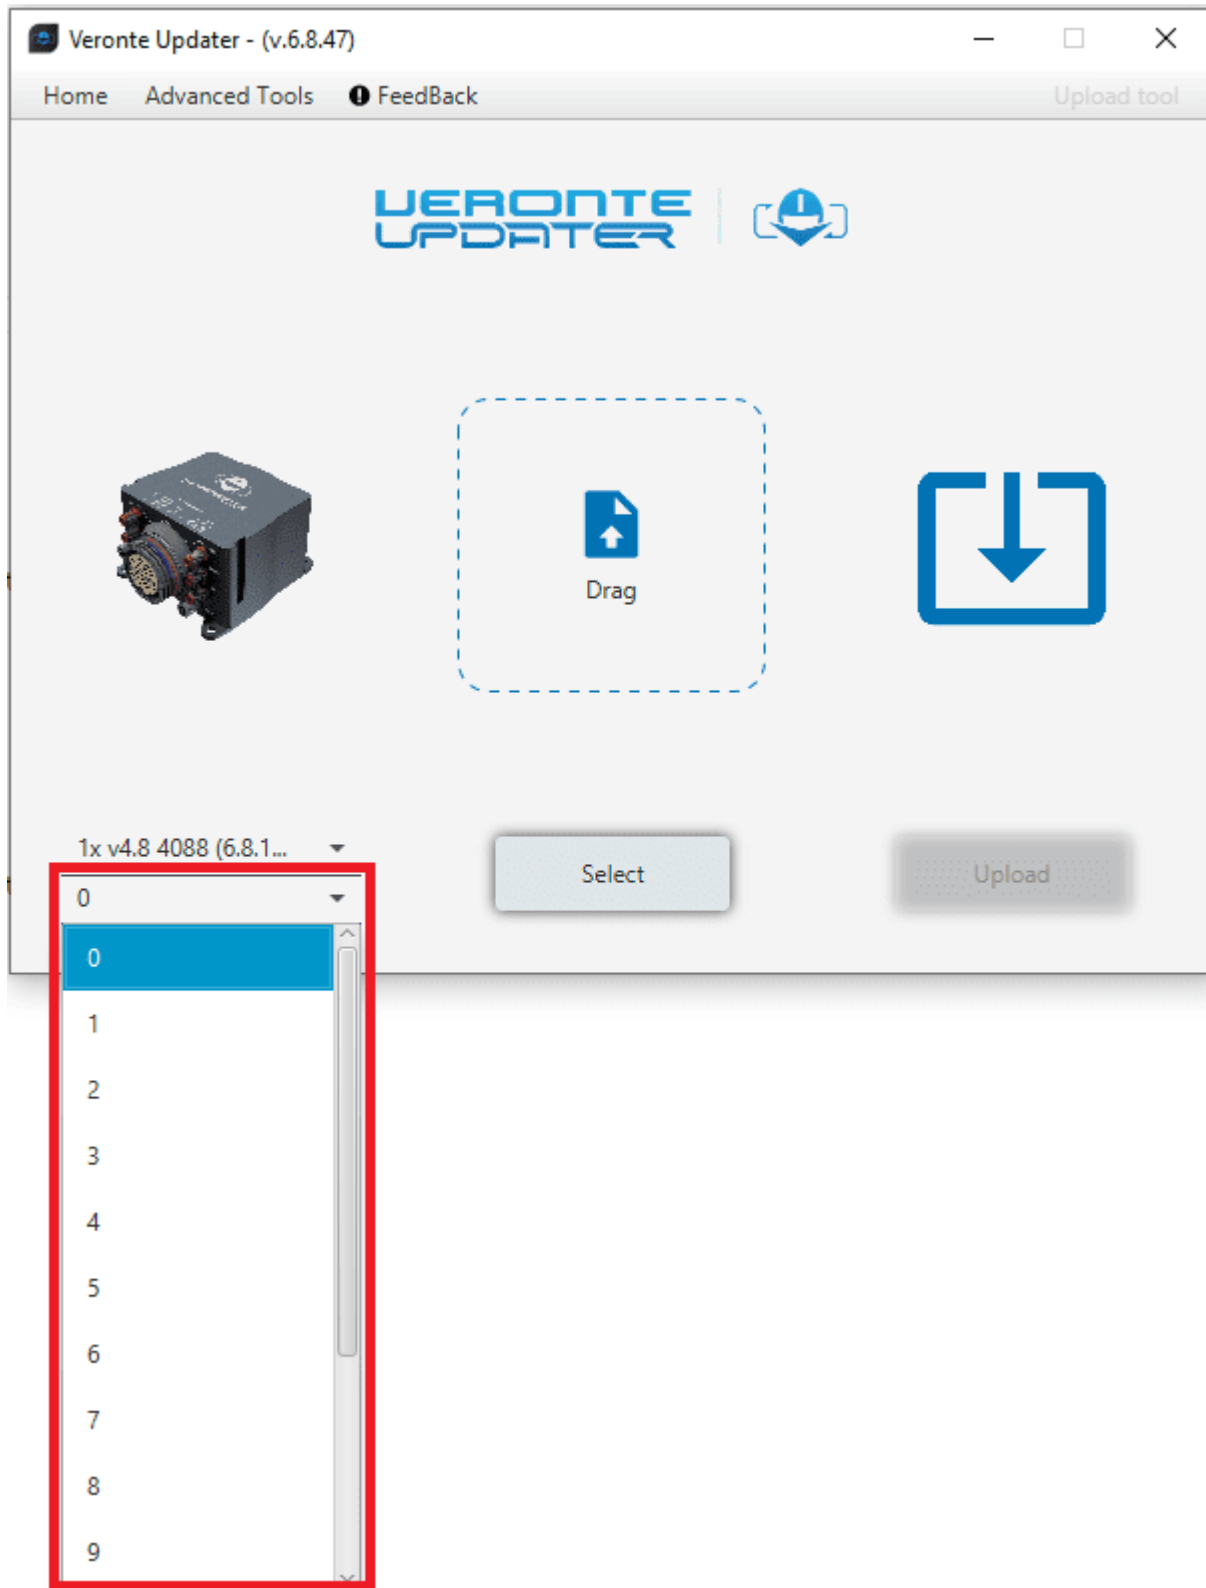 Veronte Updater - (v.6.8.47)
Home Advanced Tools FeedBack Upload tool
VERONTE
UPDATER
Drag
1x v4.8 4088 (6.8.1...
Select
Upload
0
0
1
2
3
4
5
6
7
8
9